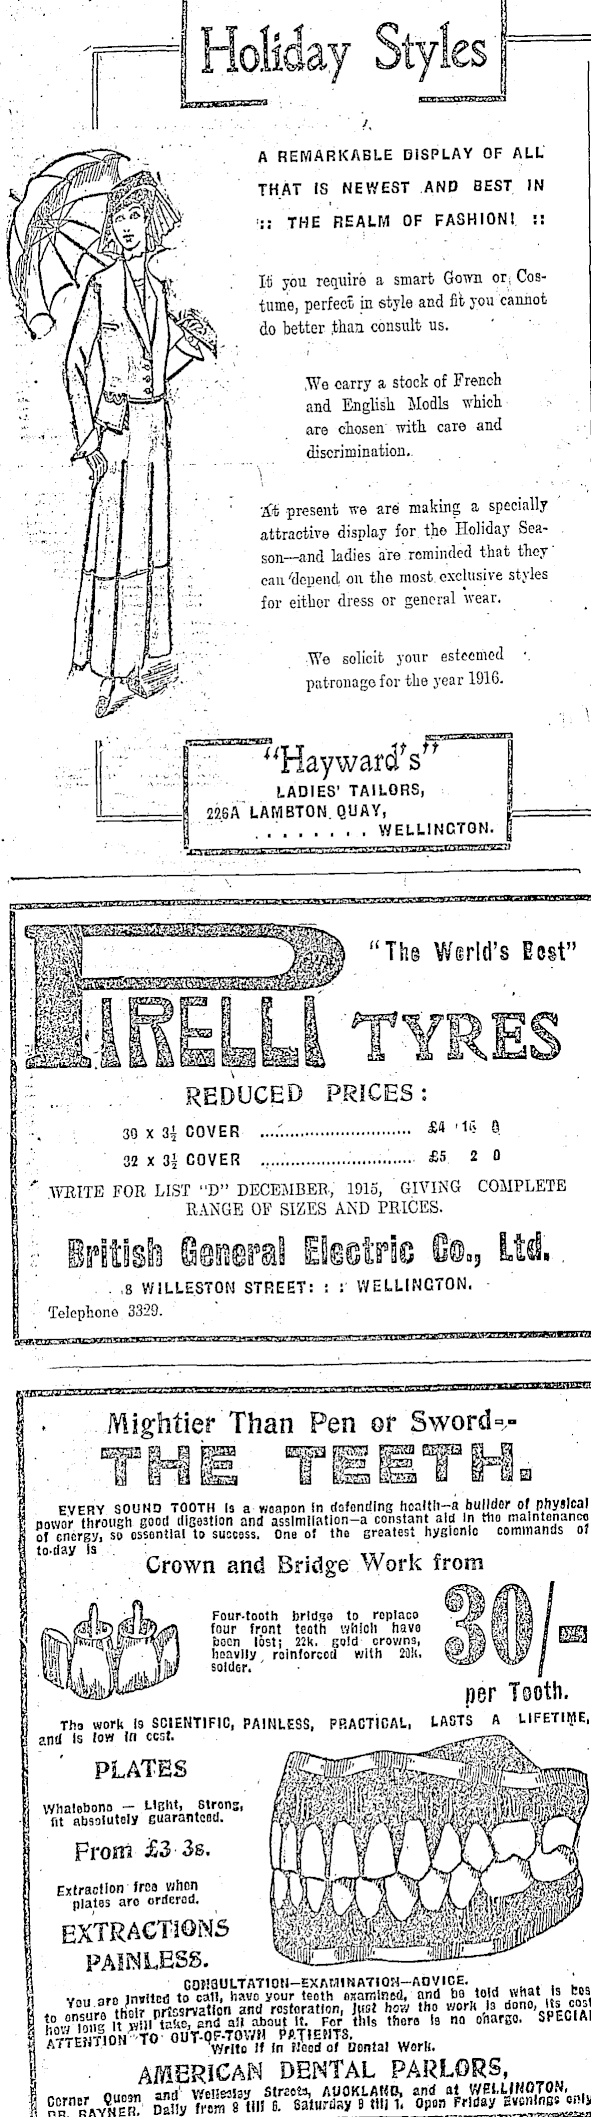 Holiday Styles
A REMARKABLE DISPLAY OF ALL
THAT IS NEWEST AND BEST IN
:: THE REALM OF FASHION! ::
If you require a smart Gown or Cos-
tume, perfect in style and fit you cannot
do better than consult us.
We carry a stock of French
and English Modls which
are chosen with care and
discrimination.
At present we are making a specially
attractive display for the Holiday Sea-
son—and ladies are reminded that they
can depend on the most exclusive styles
for either dress or general wear.
We solicit your esteemed
patronage for the year 1916.
"Hayward's"
LADIES' TAILORS,
226A LAMBTON QUAY,
. . . . . . . . WELLINGTON.
"The World's Best"
PIRELLI TYRES
REDUCED PRICES:
30 x 3½ COVER .............................. £4 16 0
32 x 3½ COVER .............................. £5 2 0
WRITE FOR LIST "D" DECEMBER, 1915, GIVING COMPLETE
RANGE OF SIZES AND PRICES.
British General Electric Co., Ltd.
8 WILLESTON STREET: : : WELLINGTON.
Telephone 3329.
Mightier Than Pen or Sword--
THE TEETH.
EVERY SOUND TOOTH is a weapon in defending health—a builder of physical
power through good digestion and assimilation—a constant aid in the maintenance
of energy, so essential to success. One of the greatest hygienic commands of
to-day is
Crown and Bridge Work from
Four-tooth bridge to replace
four front teeth which have
been lost; 22k. gold crowns,
heavily reinforced with 20k.
solder.
30/-
per Tooth.
The work is SCIENTIFIC, PAINLESS, PRACTICAL, LASTS A LIFETIME,
and is low in cost.
PLATES
Whalebone — Light, Strong,
fit absolutely guaranteed.
From £3 3s.
Extraction free when
plates are ordered.
EXTRACTIONS
PAINLESS.
CONSULTATION—EXAMINATION—ADVICE.
You are invited to call, have your teeth examined, and be told what is bes
to ensure their preservation and restoration, just how the work is done, its cost
how long it will take, and all about it. For this there is no charge. SPECIAL
ATTENTION TO OUT-OF-TOWN PATIENTS.
Write if in Need of Dental Work.
AMERICAN DENTAL PARLORS,
Corner Queen and Wellesley Streets, AUCKLAND, and at WELLINGTON,
DR. RAYNER. Daily from 8 till 6. Saturday 9 till 1. Open Friday Evenings only